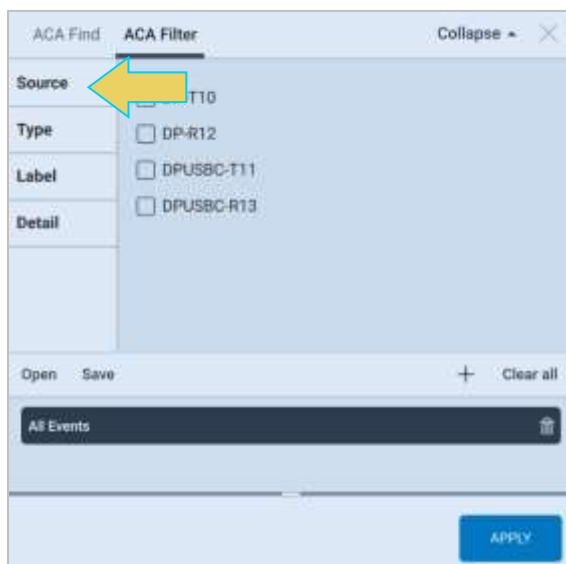 ACA Find ACA Filter Collapse
Source
T10
Type
DP-R12
Label
DPUSBC-T11
Detail
DPUSBC-R13
Open Save + Clear all
All Events
APPLY